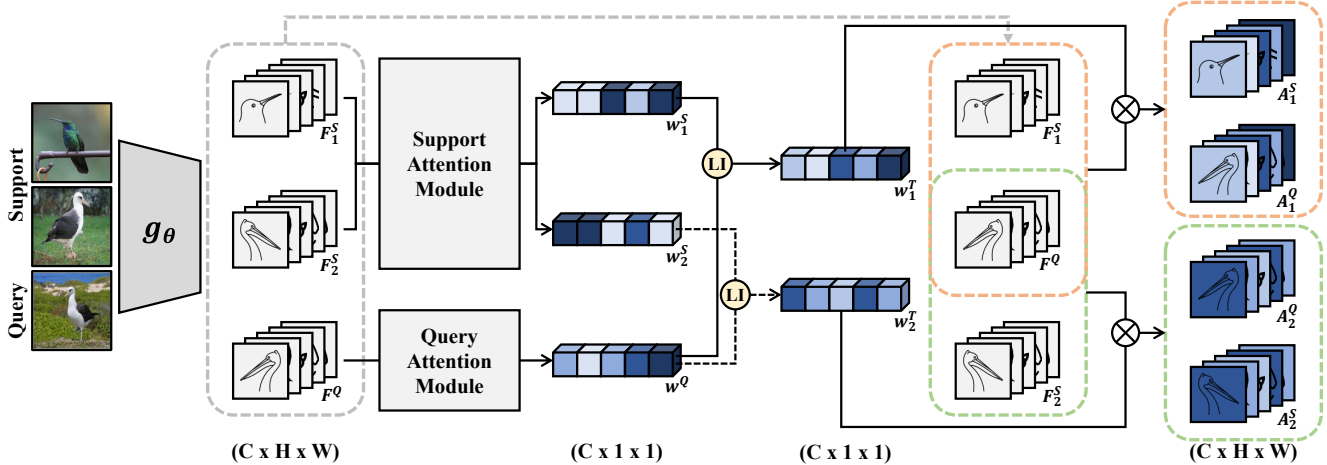 Support
Query
g_θ
F_1^S
F_2^S
F^Q
Support
Attention
Module
Query
Attention
Module
w_1^S
w_2^S
w^Q
LI
LI
w_1^T
w_2^T
F_1^S
F^Q
F_2^S
A_1^S
A_1^Q
A_2^Q
A_2^S
(C x H x W)
(C x 1 x 1)
(C x 1 x 1)
(C x H x W)